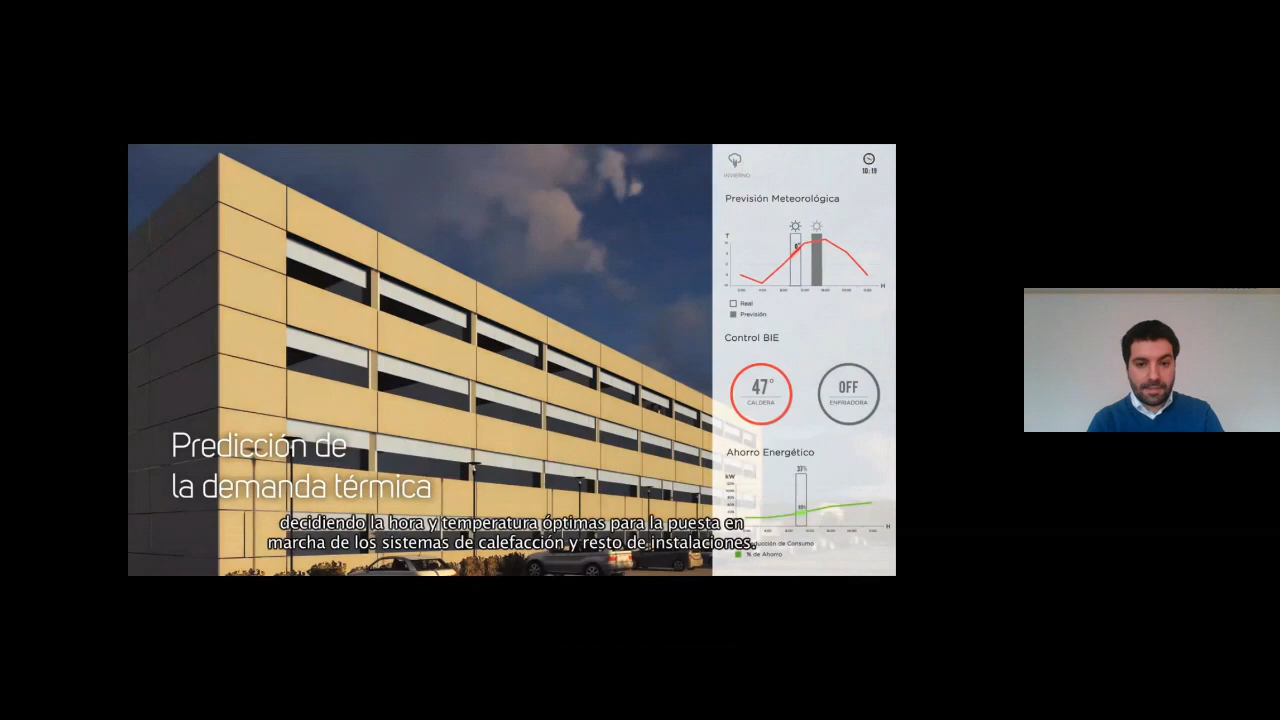 INVIERNO
10:19
Previsión Meteorológica
T
H
Real
Previsión
Control BIE
47°
CALDERA
OFF
ENFRIADORA
Ahorro Energético
33%
kW
H
% de Ahorro
Predicción de
la demanda térmica
decidiendo la hora y temperatura óptimas para la puesta en
marcha de los sistemas de calefacción y resto de instalaciones.